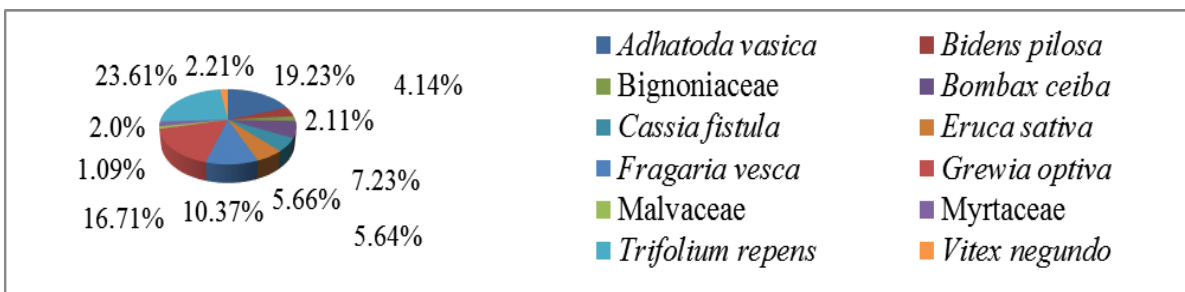 23.61% 2.21% 19.23% 4.14%
2.0% 2.11%
1.09% 7.23%
16.71% 10.37% 5.66%
5.64%
Adhatoda vasica Bidens pilosa
Bignoniaceae Bombax ceiba
Cassia fistula Eruca sativa
Fragaria vesca Grewia optiva
Malvaceae Myrtaceae
Trifolium repens Vitex negundo